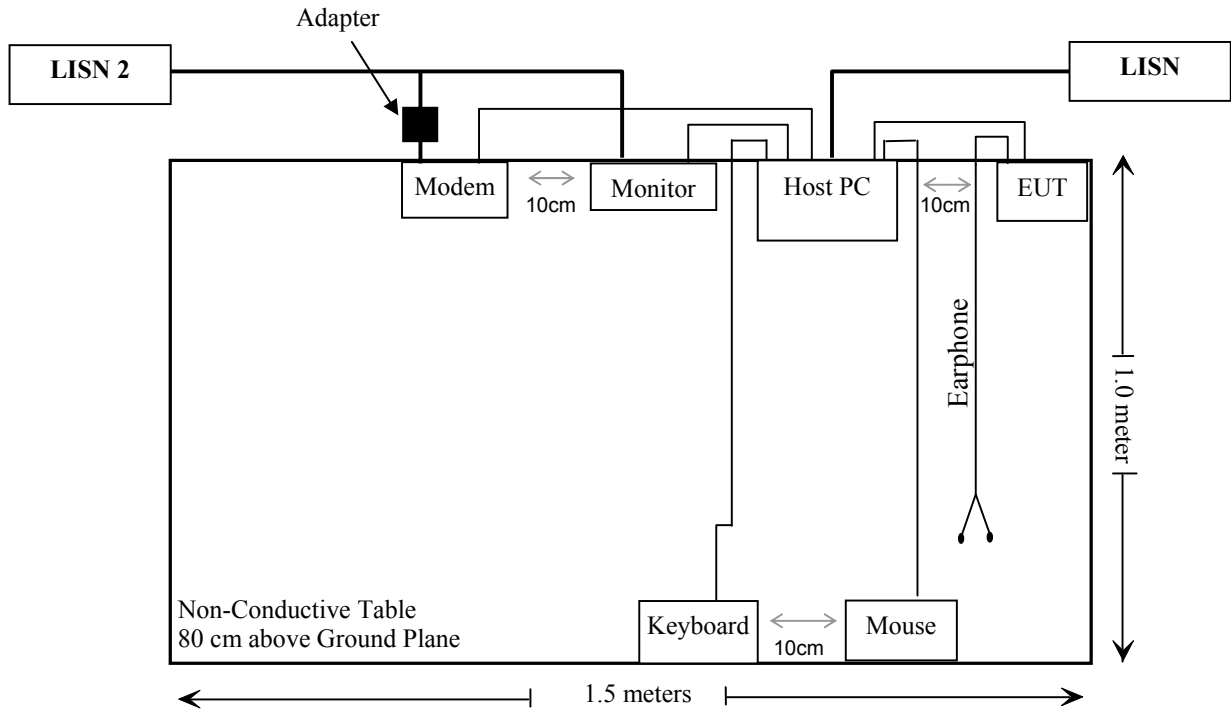 Adapter
LISN 2
LISN
Modem
10cm
Monitor
Host PC
10cm
EUT
Earphone
1.0 meter
Non-Conductive Table
80 cm above Ground Plane
Keyboard
10cm
Mouse
1.5 meters